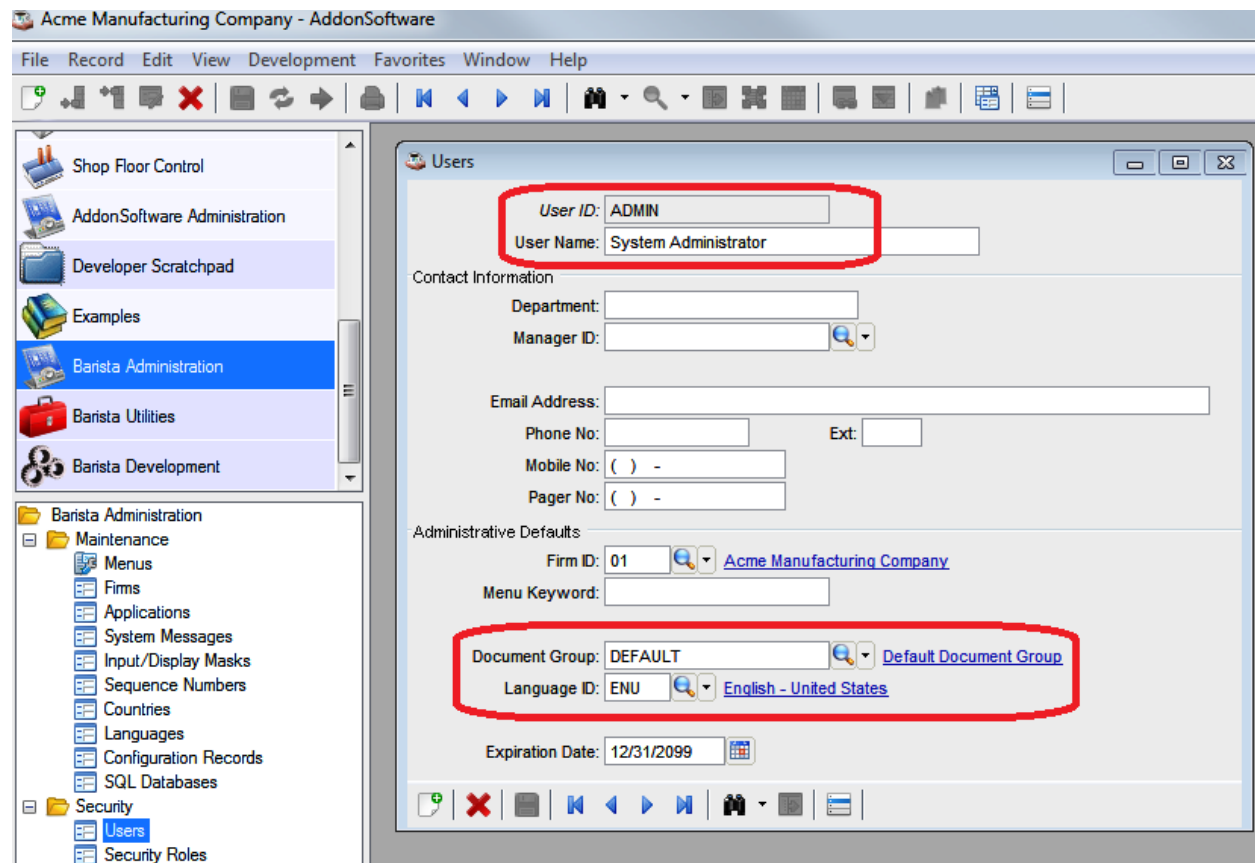 Acme Manufacturing Company - AddonSoftware
File Record Edit View Development Favorites Window Help
Shop Floor Control
AddonSoftware Administration
Developer Scratchpad
Examples
Barista Administration
Barista Utilities
Barista Development
Barista Administration
Maintenance
Menus
Firms
Applications
System Messages
Input/Display Masks
Sequence Numbers
Countries
Languages
Configuration Records
SQL Databases
Security
Users
Security Roles
Users
User ID: ADMIN
User Name: System Administrator
Contact Information
Department:
Manager ID:
Email Address:
Phone No: Ext:
Mobile No: ( ) -
Pager No: ( ) -
Administrative Defaults
Firm ID: 01 Acme Manufacturing Company
Menu Keyword:
Document Group: DEFAULT Default Document Group
Language ID: ENU English - United States
Expiration Date: 12/31/2099